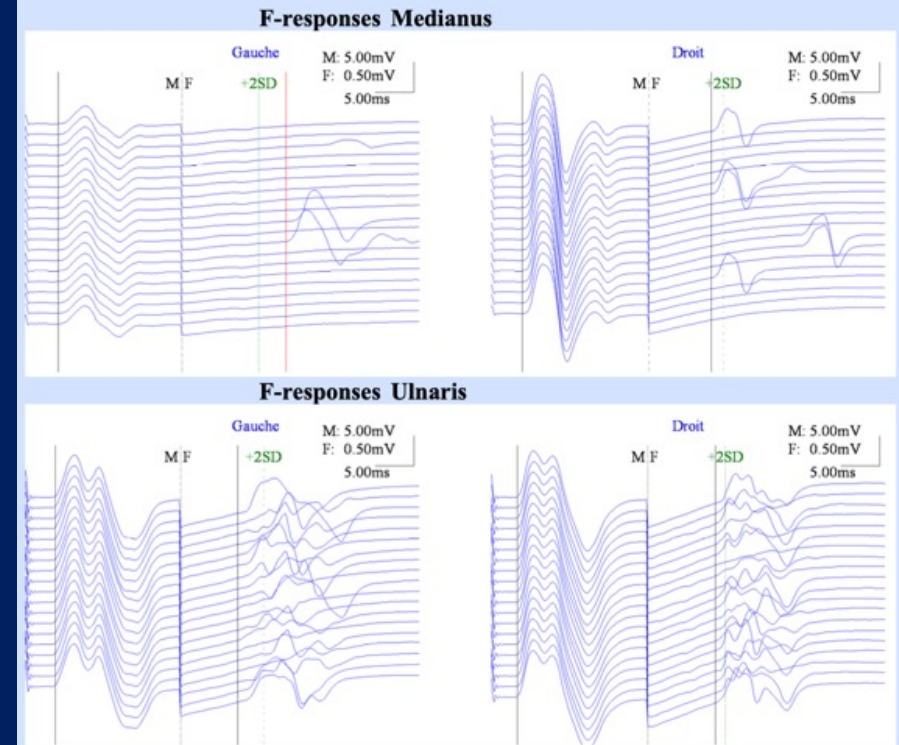 F-responses Medianus
Gauche
M: 5.00mV
F: 0.50mV
5.00ms
M F
+2SD
Droit
M: 5.00mV
F: 0.50mV
5.00ms
M F
+2SD
F-responses Ulnaris
Gauche
M: 5.00mV
F: 0.50mV
5.00ms
M F
+2SD
Droit
M: 5.00mV
F: 0.50mV
5.00ms
M F
+2SD